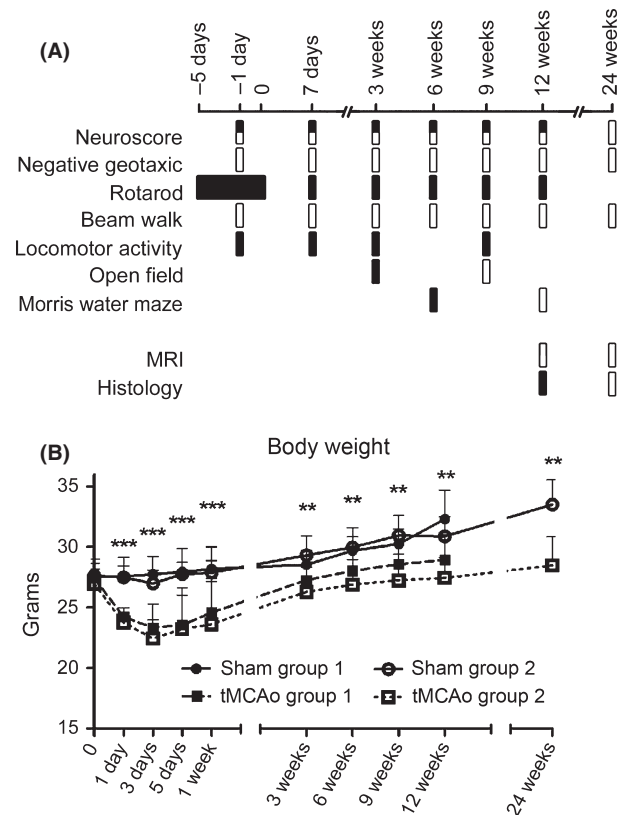 (A)
−5 days −1 day 0 7 days 3 weeks 6 weeks 9 weeks 12 weeks 24 weeks
Neuroscore
Negative geotaxic
Rotarod
Beam walk
Locomotor activity
Open field
Morris water maze
MRI
Histology
(B)
Body weight
35
30
25
20
15
Grams
*** *** *** *** ** ** ** ** **
Sham group 1 Sham group 2
tMCAo group 1 tMCAo group 2
0 1 day 3 days 5 days 1 week 3 weeks 6 weeks 9 weeks 12 weeks 24 weeks